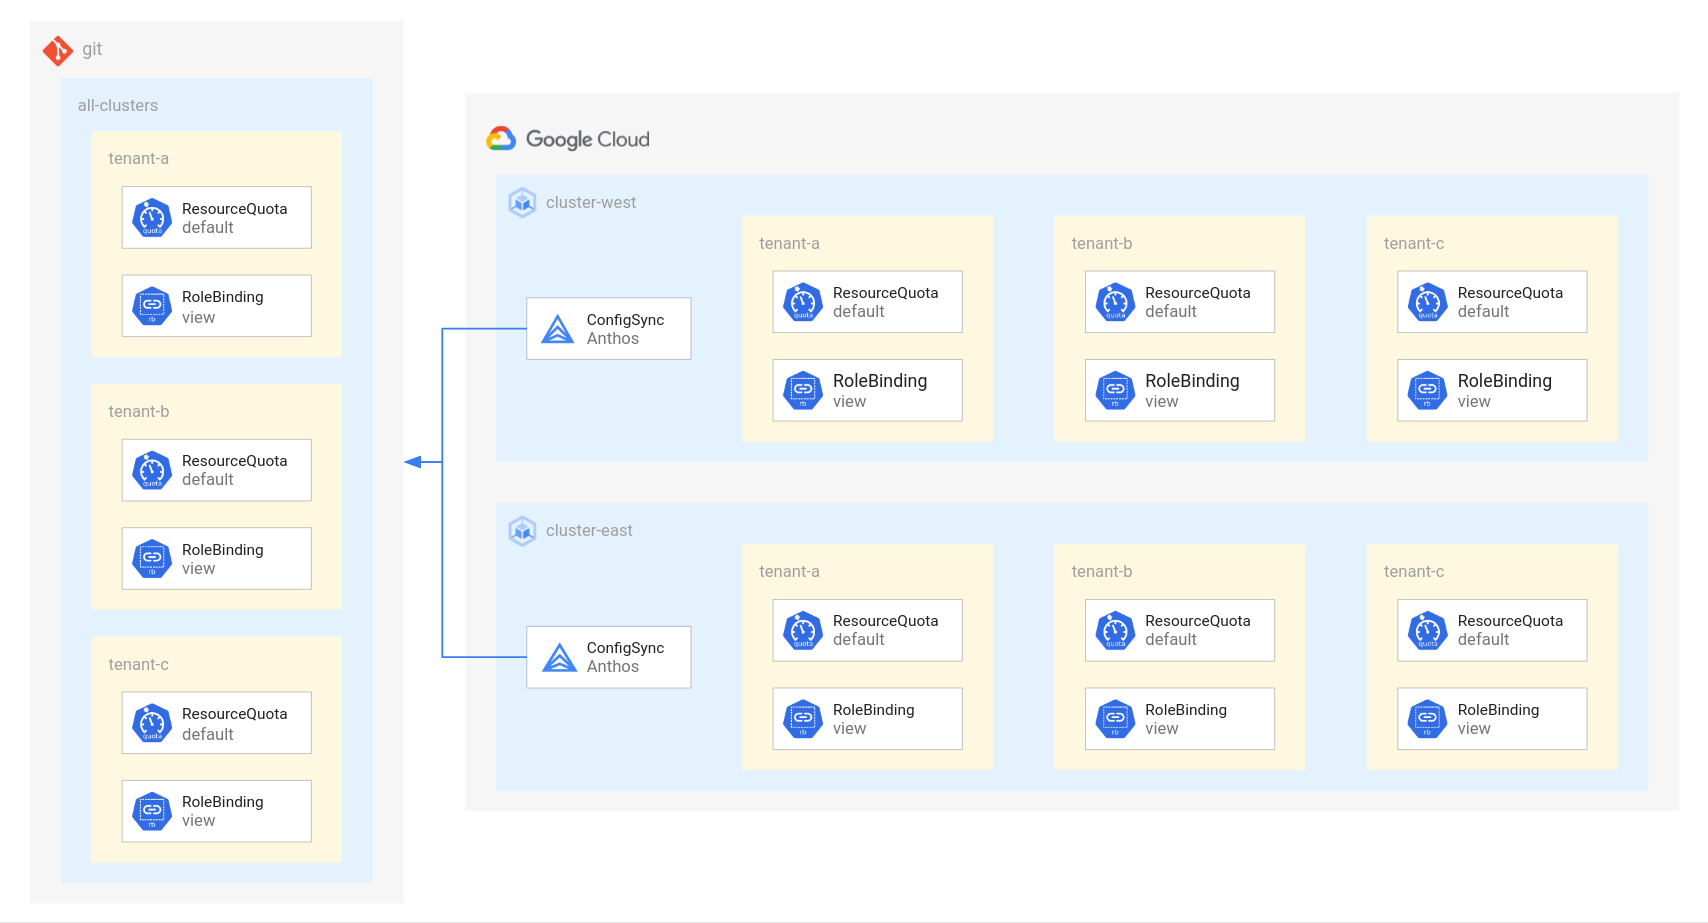 git
all-clusters
tenant-a
ResourceQuota
default
quota
RoleBinding
view
rb
tenant-b
ResourceQuota
default
quota
RoleBinding
view
rb
tenant-c
ResourceQuota
default
quota
RoleBinding
view
rb
Google Cloud
cluster-west
ConfigSync
Anthos
tenant-a
ResourceQuota
default
quota
RoleBinding
view
rb
tenant-b
ResourceQuota
default
quota
RoleBinding
view
rb
tenant-c
ResourceQuota
default
quota
RoleBinding
view
rb
cluster-east
ConfigSync
Anthos
tenant-a
ResourceQuota
default
quota
RoleBinding
view
rb
tenant-b
ResourceQuota
default
quota
RoleBinding
view
rb
tenant-c
ResourceQuota
default
quota
RoleBinding
view
rb